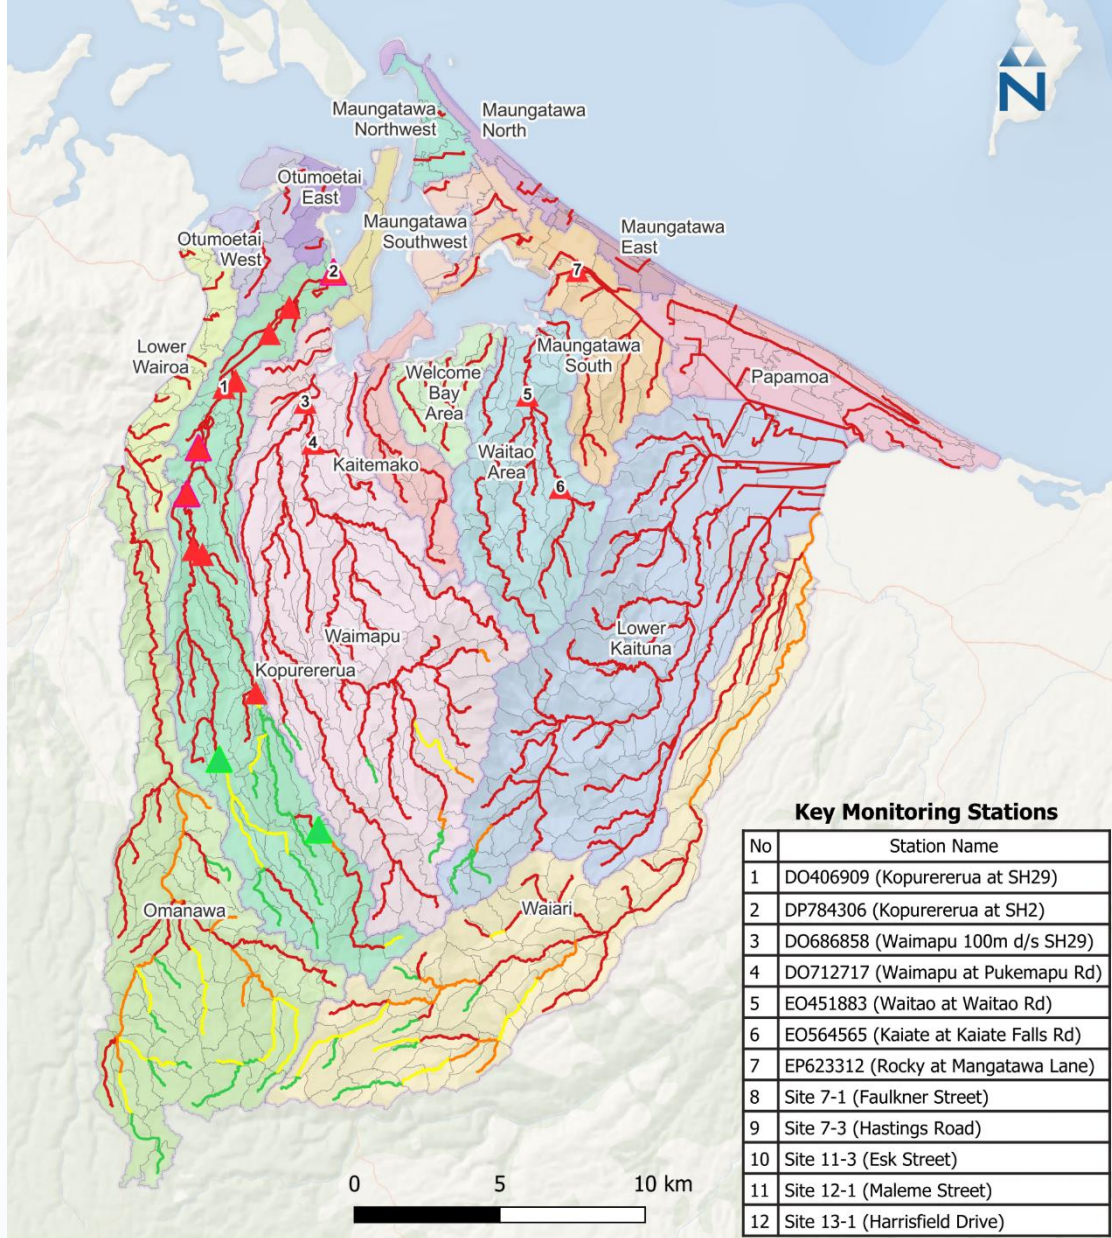 N
Maungatawa
Northwest
Maungatawa
North
Otumoetai
East
Maungatawa
Southwest
Maungatawa
East
Otumoetai
West
2
7
Lower
Wairoa
Maungatawa
South
Welcome
Bay
Area
Papamoa
1
3
5
4
Kaitemako
Waitao
Area
6
Waimapu
Lower
Kaituna
Kopurererua
Omanawa
Waiari
0 5 10 km
Key Monitoring Stations
No Station Name
1 DO406909 (Kopurererua at SH29)
2 DP784306 (Kopurererua at SH2)
3 DO686858 (Waimapu 100m d/s SH29)
4 DO712717 (Waimapu at Pukemapu Rd)
5 EO451883 (Waitao at Waitao Rd)
6 EO564565 (Kaiate at Kaiate Falls Rd)
7 EP623312 (Rocky at Mangatawa Lane)
8 Site 7-1 (Faulkner Street)
9 Site 7-3 (Hastings Road)
10 Site 11-3 (Esk Street)
11 Site 12-1 (Maleme Street)
12 Site 13-1 (Harrisfield Drive)